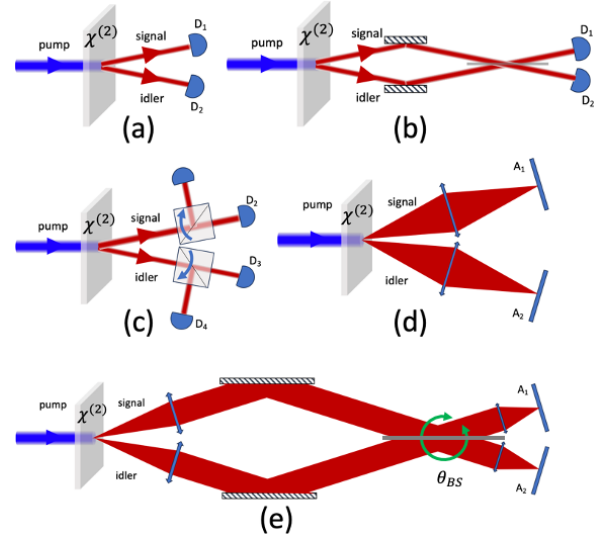 χ(2)
signal
D1
pump
idler
D2
(a)
χ(2)
signal
D1
pump
idler
D2
(b)
χ(2)
signal
D2
pump
idler
D3
D4
(c)
A1
χ(2)
signal
pump
idler
A2
(d)
pump
χ(2)
signal
A1
idler
θBS
A2
(e)